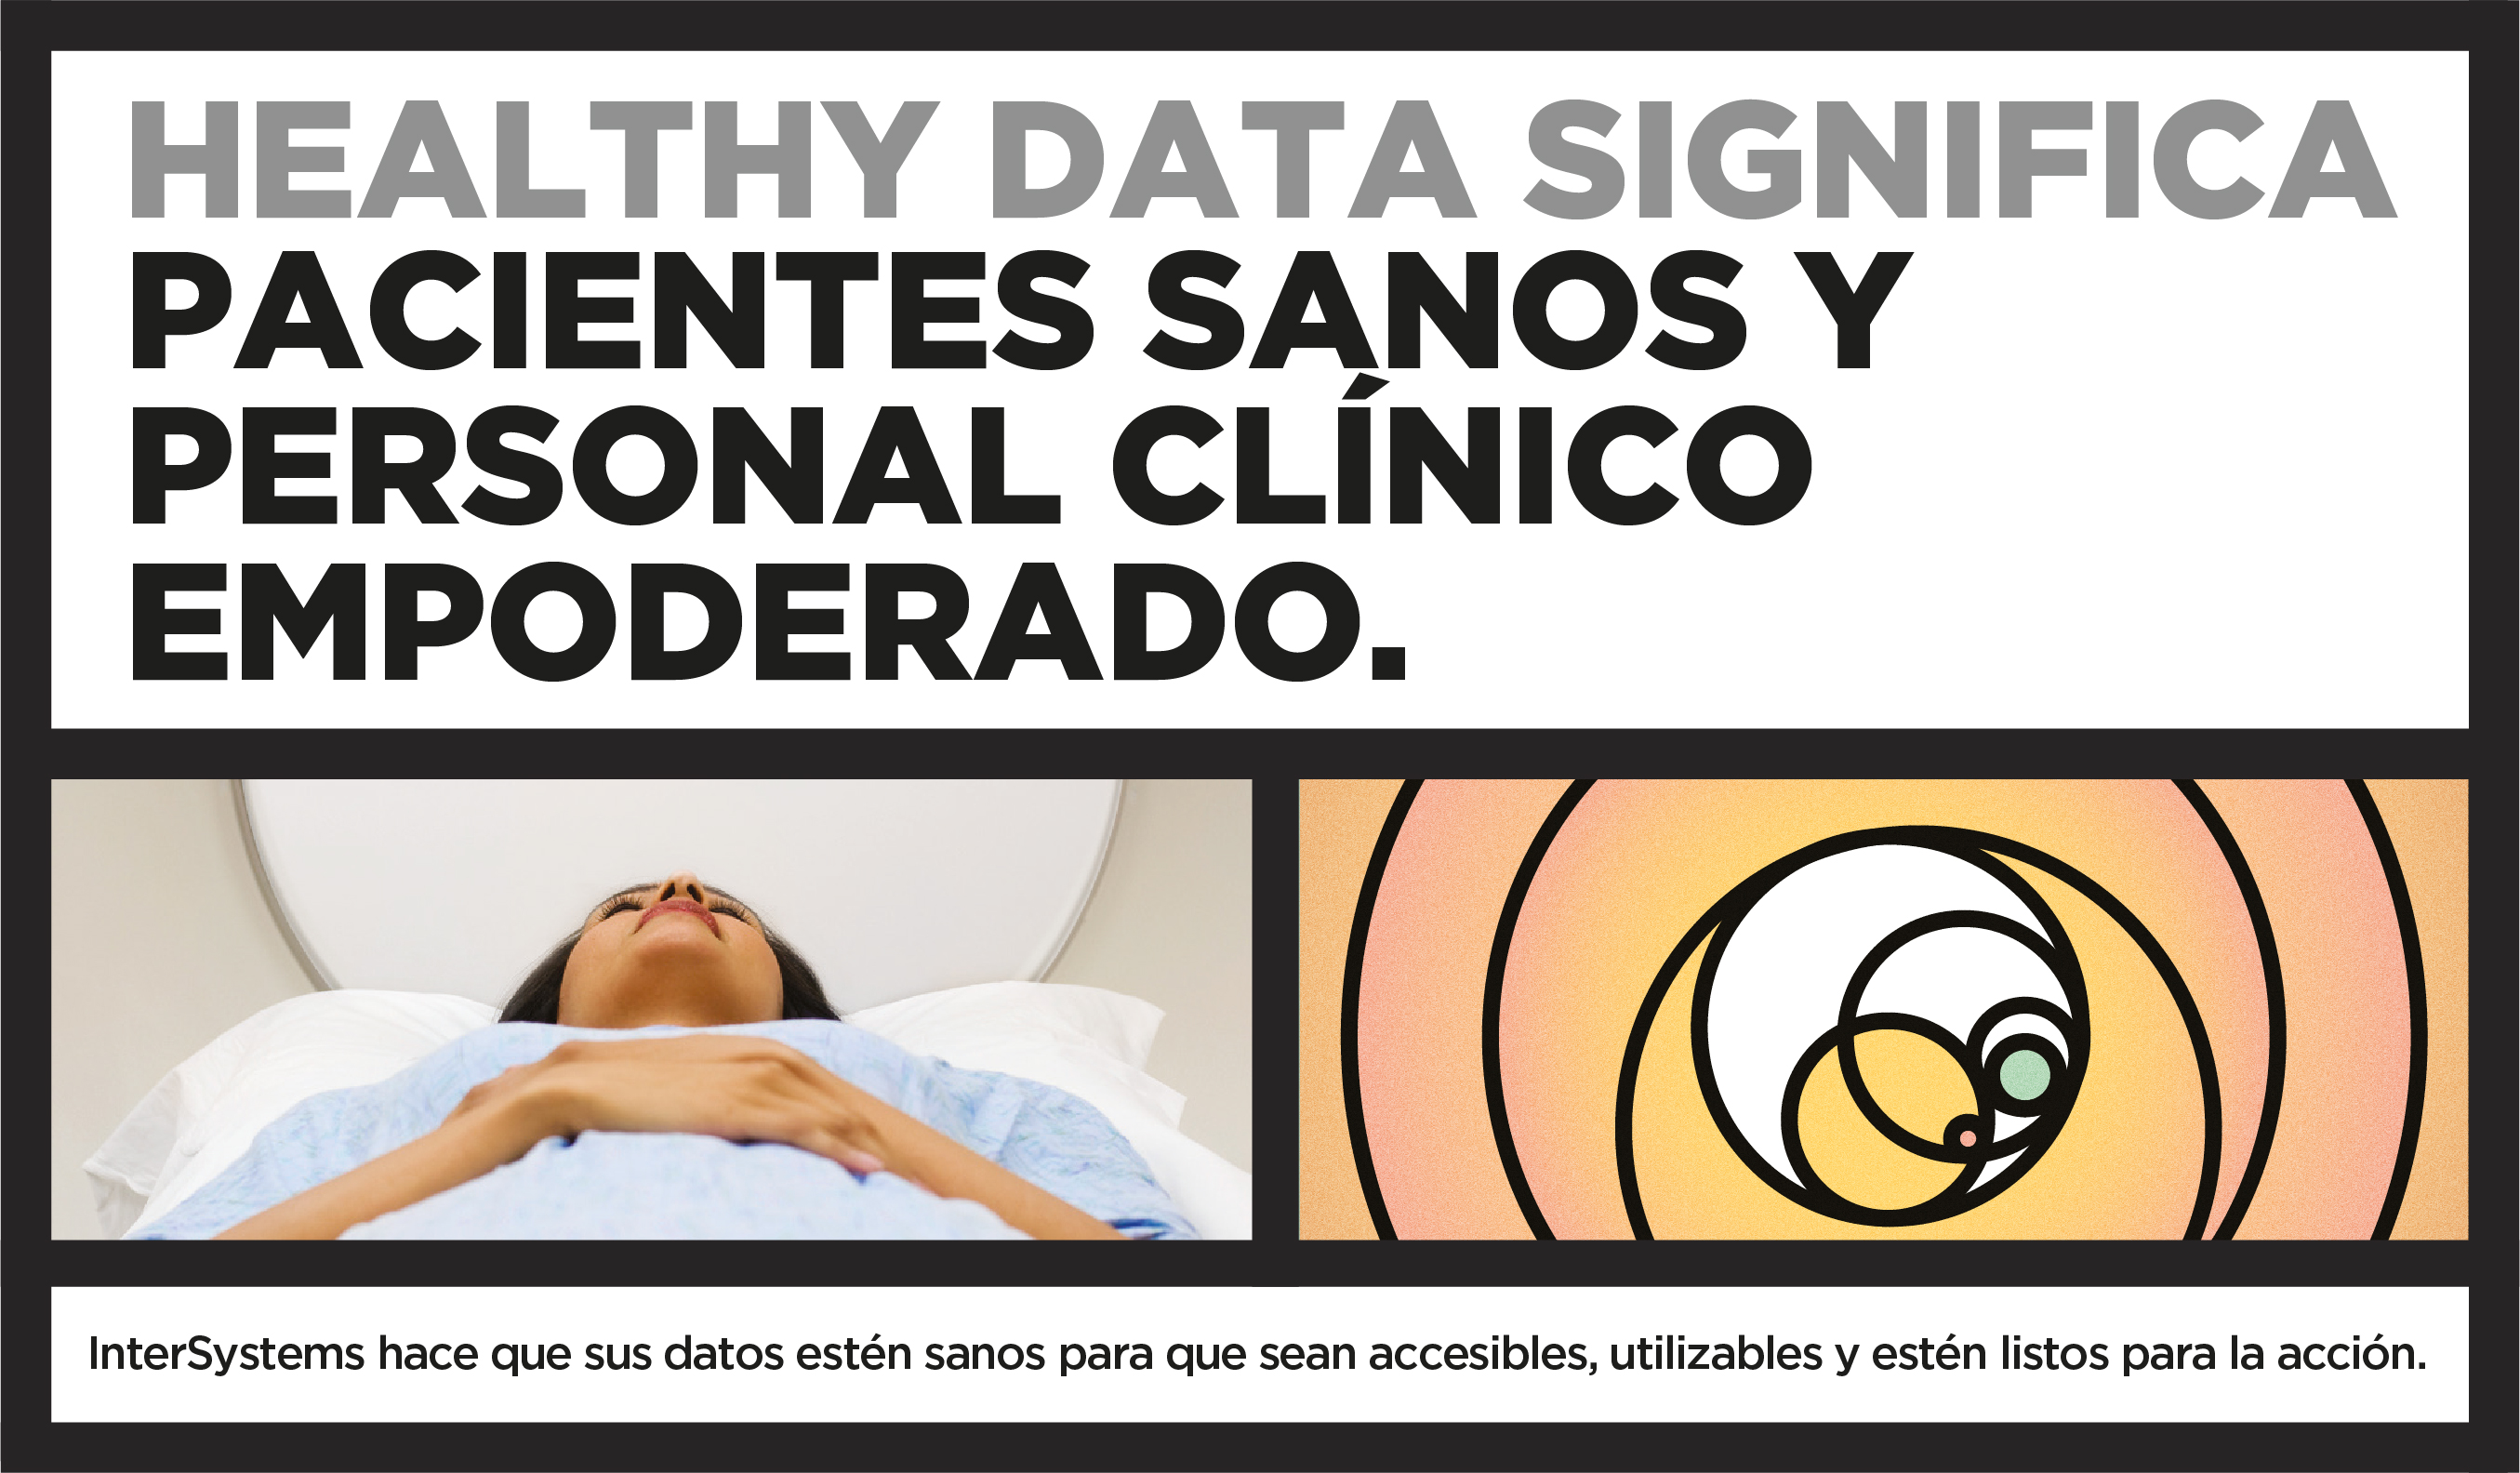 HEALTHY DATA SIGNIFICA
PACIENTES SANOS Y
PERSONAL CLÍNICO
EMPODERADO.
InterSystems hace que sus datos estén sanos para que sean accesibles, utilizables y estén listos para la acción.